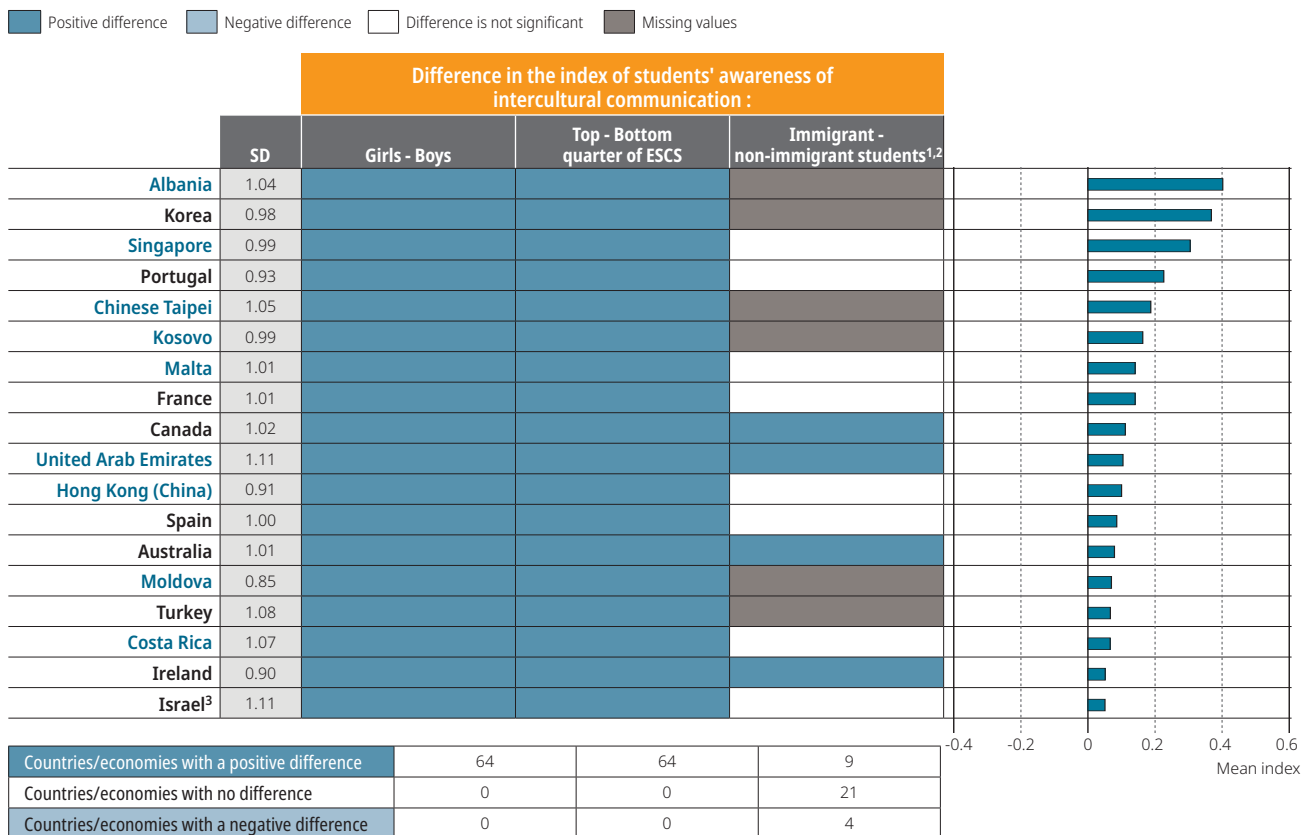 Positive difference Negative difference Difference is not significant Missing values
Difference in the index of students' awareness of
intercultural communication :
SD Girls - Boys Top - Bottom quarter of ESCS Immigrant - non-immigrant students1,2
Albania 1.04
Korea 0.98
Singapore 0.99
Portugal 0.93
Chinese Taipei 1.05
Kosovo 0.99
Malta 1.01
France 1.01
Canada 1.02
United Arab Emirates 1.11
Hong Kong (China) 0.91
Spain 1.00
Australia 1.01
Moldova 0.85
Turkey 1.08
Costa Rica 1.07
Ireland 0.90
Israel3 1.11
-0.4 -0.2 0 0.2 0.4 0.6
Mean index
Countries/economies with a positive difference 64 64 9
Countries/economies with no difference 0 0 21
Countries/economies with a negative difference 0 0 4